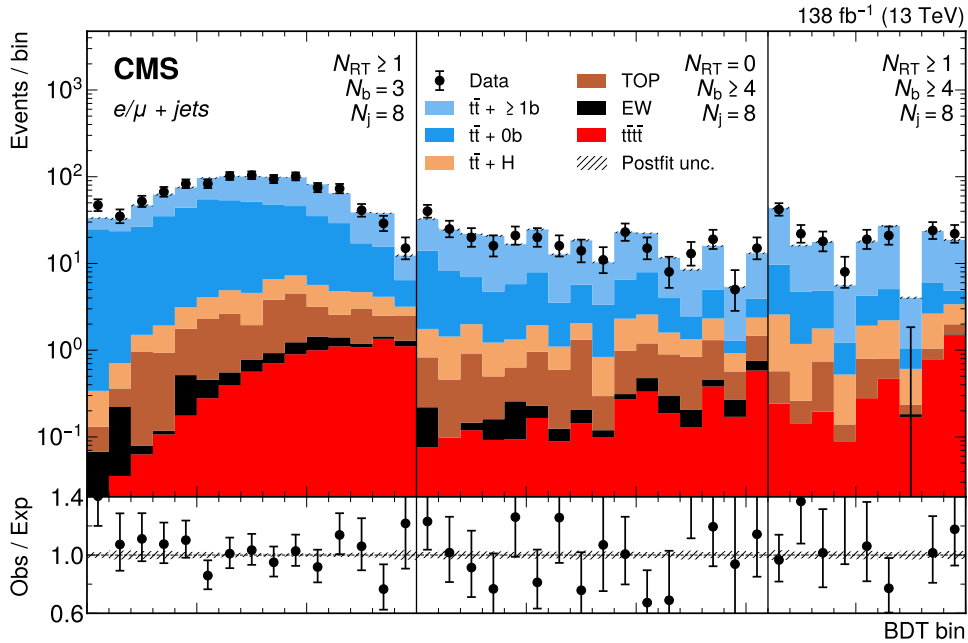 138 fb⁻¹ (13 TeV)
Events / bin
10³
10²
10¹
10⁰
10⁻¹
CMS
e/μ + jets
N_RT ≥ 1
N_b = 3
N_j = 8
Data
tt̄ + ≥ 1b
tt̄ + 0b
tt̄ + H
TOP
EW
tt̄tt̄
Postfit unc.
N_RT = 0
N_b ≥ 4
N_j = 8
N_RT ≥ 1
N_b ≥ 4
N_j = 8
Obs / Exp
1.4
1.0
0.6
BDT bin